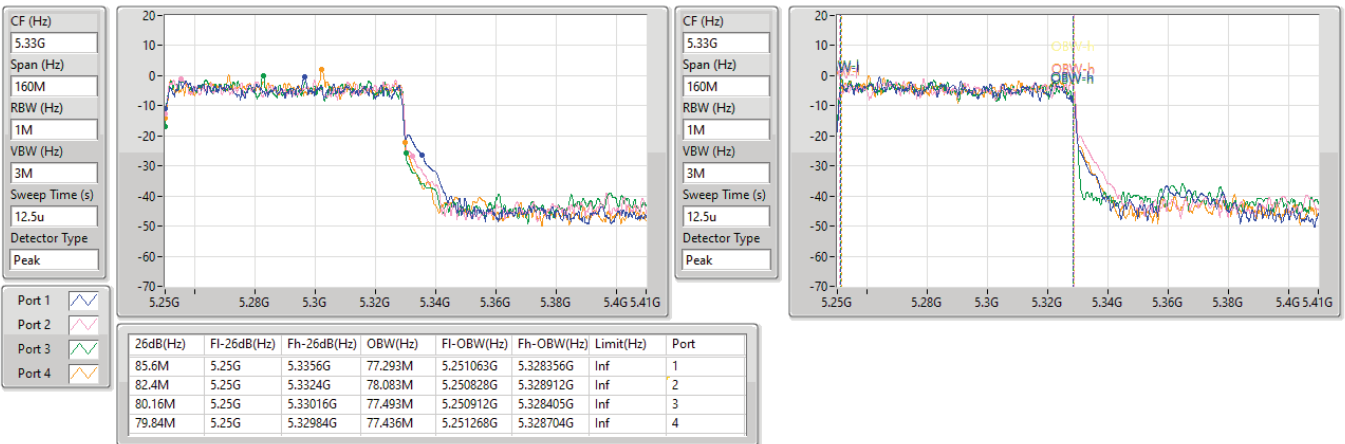 CF (Hz)
5.33G
Span (Hz)
160M
RBW (Hz)
1M
VBW (Hz)
3M
Sweep Time (s)
12.5u
Detector Type
Peak
20
10
0
-10
-20
-30
-40
-50
-60
-70
5.25G 5.28G 5.3G 5.32G 5.34G 5.36G 5.38G 5.4G 5.41G
CF (Hz)
5.33G
Span (Hz)
160M
RBW (Hz)
1M
VBW (Hz)
3M
Sweep Time (s)
12.5u
Detector Type
Peak
20
10
0
-10
-20
-30
-40
-50
-60
-70
OBW-h
OBW-h
5.25G 5.28G 5.3G 5.32G 5.34G 5.36G 5.38G 5.4G 5.41G
Port 1
Port 2
Port 3
Port 4
26dB(Hz) Fl-26dB(Hz) Fh-26dB(Hz) OBW(Hz) Fl-OBW(Hz) Fh-OBW(Hz) Limit(Hz) Port
85.6M 5.25G 5.3356G 77.293M 5.251063G 5.328356G Inf 1
82.4M 5.25G 5.3324G 78.083M 5.250828G 5.328912G Inf 2
80.16M 5.25G 5.33016G 77.493M 5.250912G 5.328405G Inf 3
79.84M 5.25G 5.32984G 77.436M 5.251268G 5.328704G Inf 4